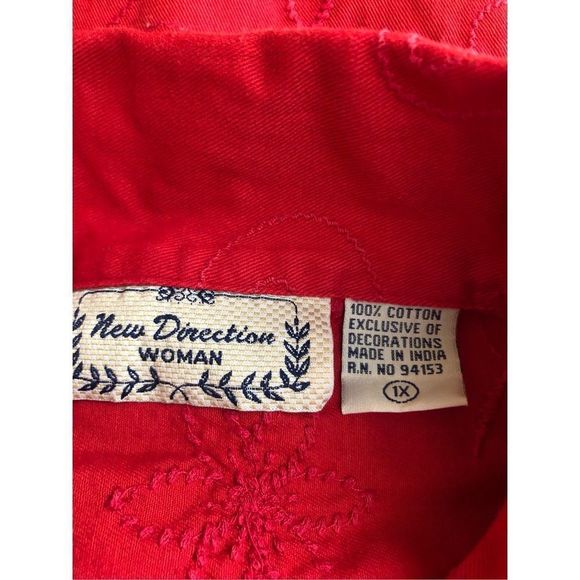 New Direction
WOMAN
100% COTTON
EXCLUSIVE OF
DECORATIONS
MADE IN INDIA
R.N. NO 94153
1X